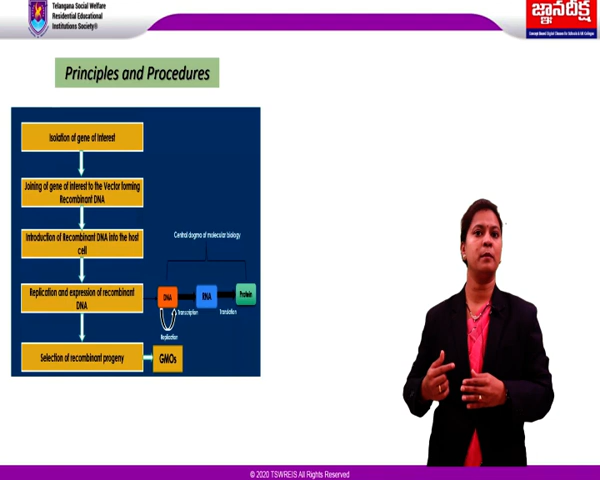 Telangana Social Welfare
Residential Educational
Institutions Society®
జ్ఞానదీక్ష
Principles and Procedures
Isolation of gene of Interest
Joining of gene of interest to the Vector forming
Recombinant DNA
Introduction of Recombinant DNA into the host
cell
Central dogma of molecular biology
Replication and expression of recombinant
DNA
DNA
RNA
Protein
Transcription
Translation
Replication
Selection of recombinant progeny
GMOs
© 2020 TSWREIS All Rights Reserved